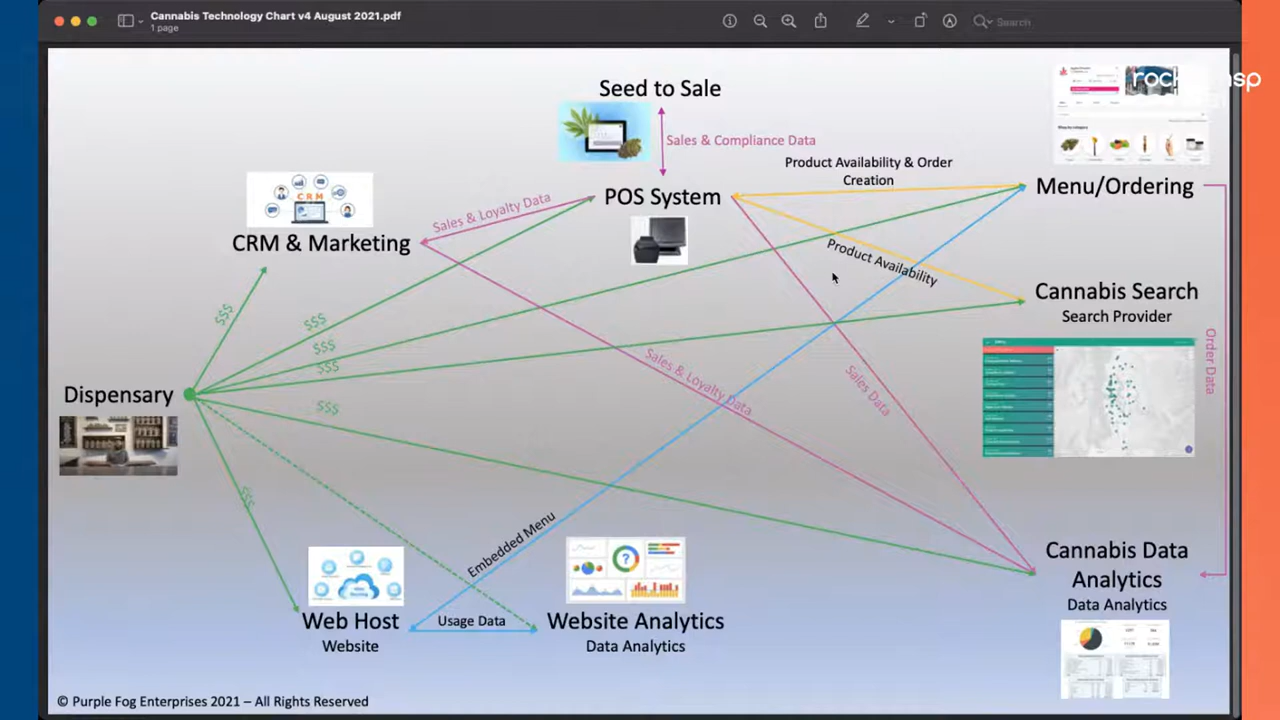 Cannabis Technology Chart v4 August 2021.pdf
1 page
Search
Seed to Sale
Sales & Compliance Data
Product Availability & Order
Creation
POS System
Menu/Ordering
CRM
CRM & Marketing
Sales & Loyalty Data
Product Availability
Cannabis Search
Search Provider
$$$
$$$
$$$
$$$
$$$
$$$
Sales & Loyalty Data
Sales Data
Order Data
Dispensary
Embedded Menu
Cannabis Data
Analytics
Data Analytics
Web Host
Website
Usage Data
Website Analytics
Data Analytics
© Purple Fog Enterprises 2021 – All Rights Reserved